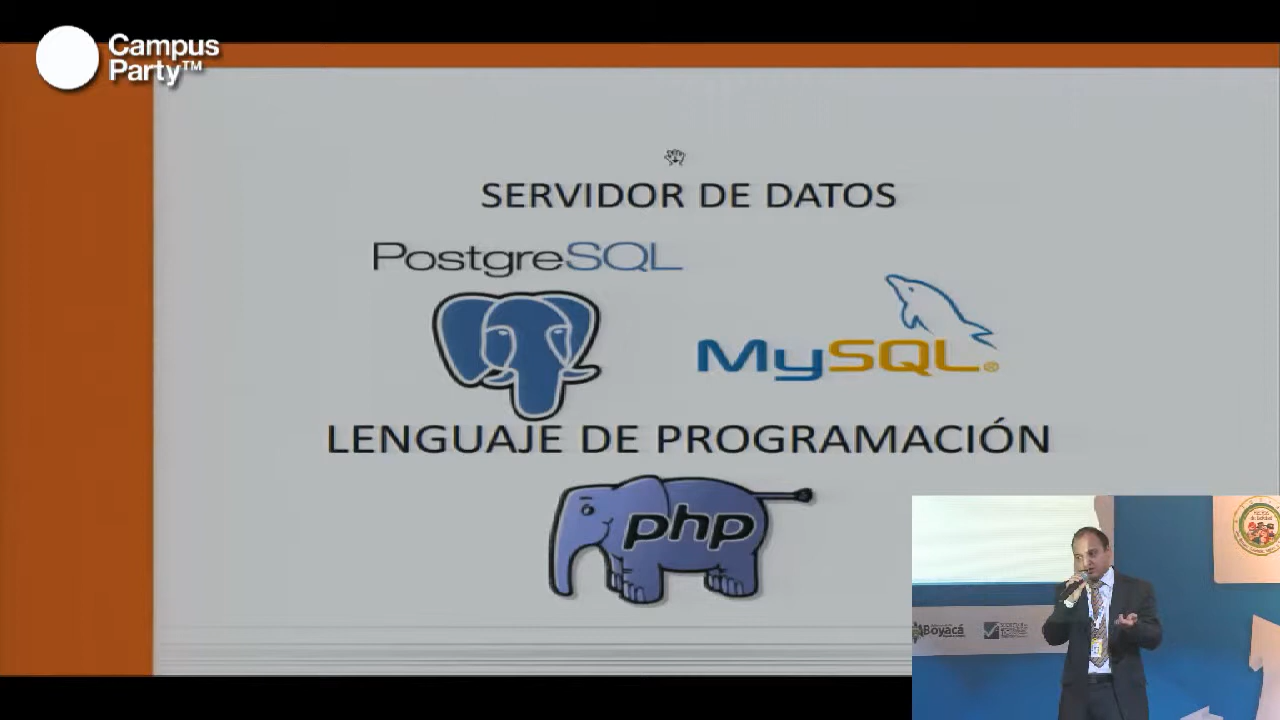 Campus
Party™
SERVIDOR DE DATOS
PostgreSQL
MySQL®
LENGUAJE DE PROGRAMACIÓN
php
Boyacá